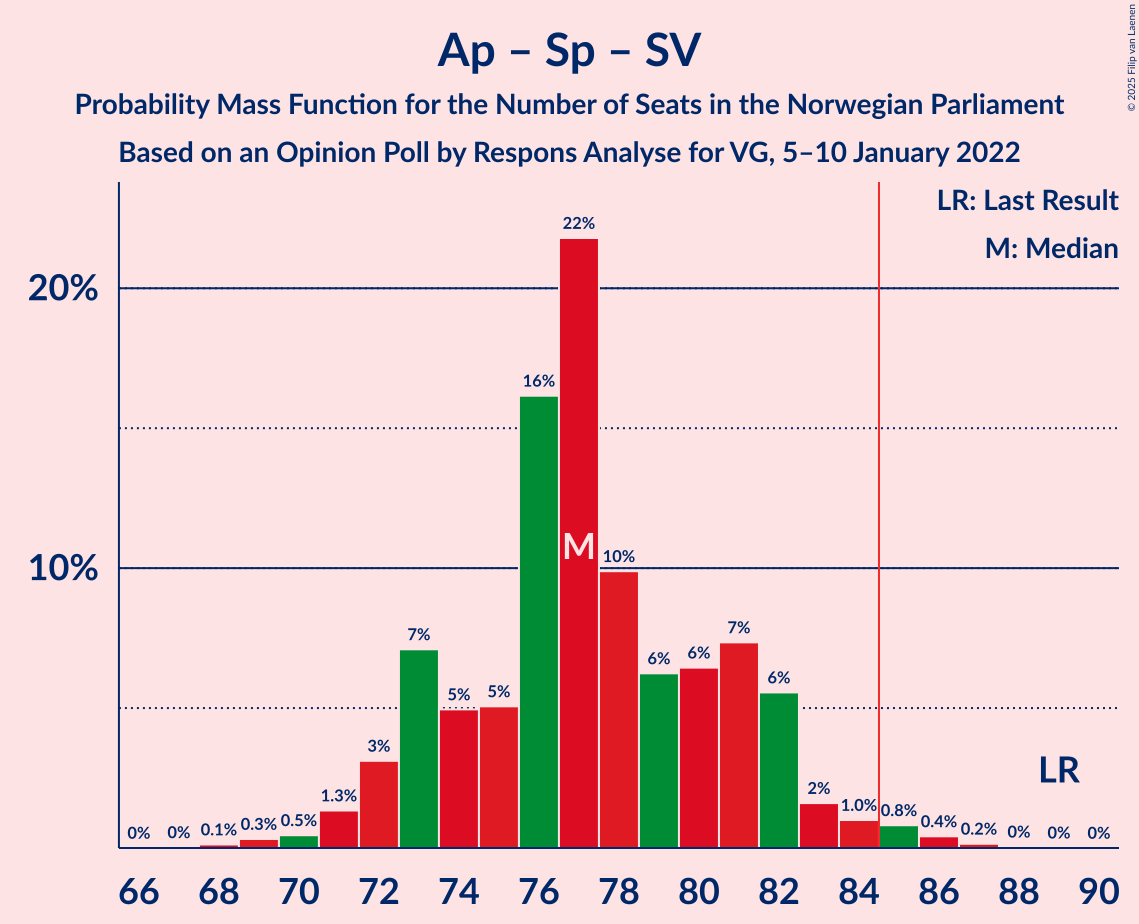 Ap – Sp – SV
Probability Mass Function for the Number of Seats in the Norwegian Parliament
Based on an Opinion Poll by Respons Analyse for VG, 5–10 January 2022
© 2025 Filip van Laenen
LR: Last Result
M: Median
20%
10%
0% 0% 0.1% 0.3% 0.5% 1.3% 3% 7% 5% 5% 16% 22% 10% 6% 6% 7% 6% 2% 1.0% 0.8% 0.4% 0.2% 0% 0% 0%
M
LR
66 68 70 72 74 76 78 80 82 84 86 88 90